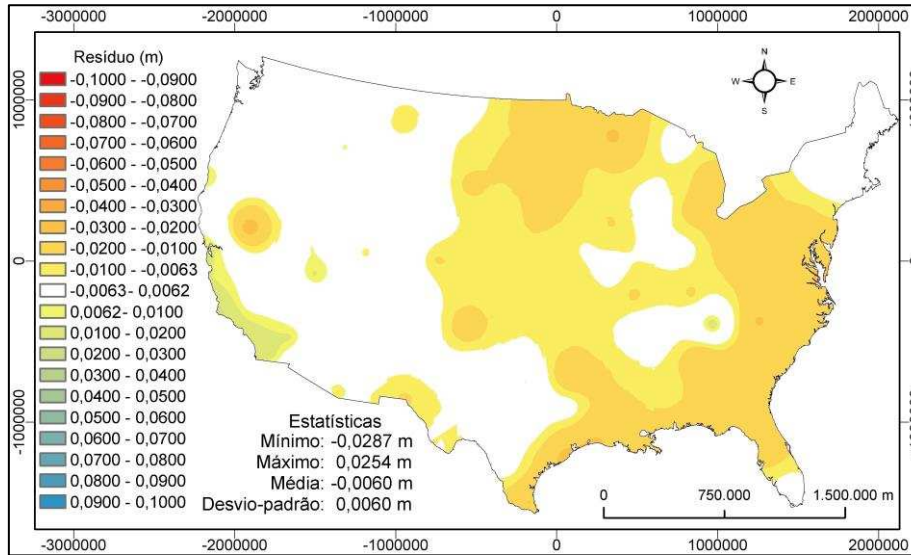 -3000000 -2000000 -1000000 0 1000000 2000000
Resíduo (m)
-0,1000 - -0,0900
-0,0900 - -0,0800
-0,0800 - -0,0700
-0,0700 - -0,0600
-0,0600 - -0,0500
-0,0500 - -0,0400
-0,0400 - -0,0300
-0,0300 - -0,0200
-0,0200 - -0,0100
-0,0100 - -0,0063
-0,0063- 0,0062
0,0062- 0,0100
0,0100 - 0,0200
0,0200 - 0,0300
0,0300 - 0,0400
0,0400 - 0,0500
0,0500 - 0,0600
0,0600 - 0,0700
0,0700 - 0,0800
0,0800 - 0,0900
0,0900 - 0,1000
1000000
0
-1000000
N
W E
S
Estatísticas
Mínimo: -0,0287 m
Máximo: 0,0254 m
Média: -0,0060 m
Desvio-padrão: 0,0060 m
0 750.000 1.500.000 m
-3000000 -2000000 -1000000 0 1000000 2000000